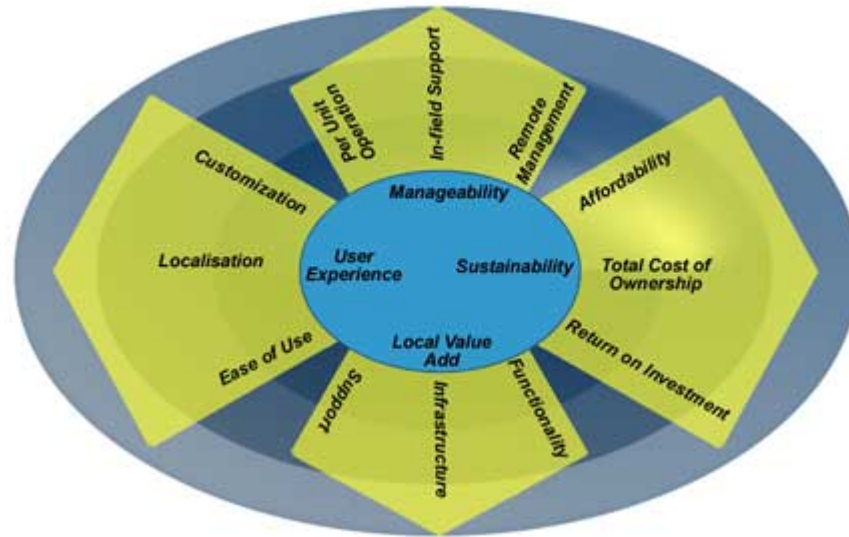 Per Unit
Operation
In-field Support
Remote
Management
Customization
Localisation
Ease of Use
Manageability
User
Experience
Sustainability
Local Value
Add
Affordability
Total Cost of
Ownership
Return on Investment
Support
Infrastructure
Functionality